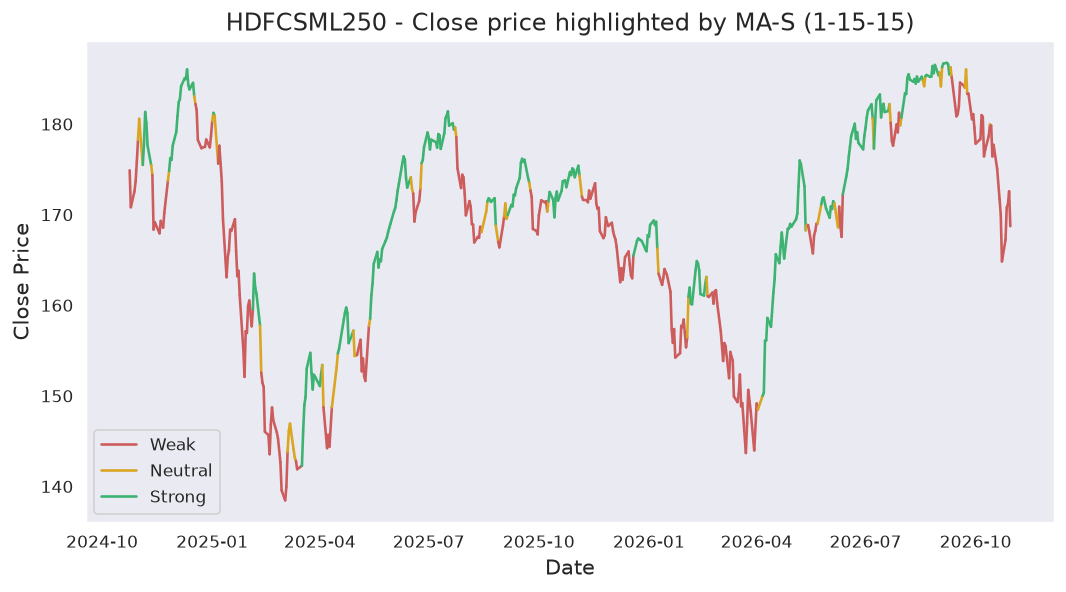 HDFCSML250 - Close price highlighted by MA-S (1-15-15)
Close Price
180
170
160
150
140
Weak
Neutral
Strong
2024-10 2025-01 2025-04 2025-07 2025-10 2026-01 2026-04 2026-07 2026-10
Date